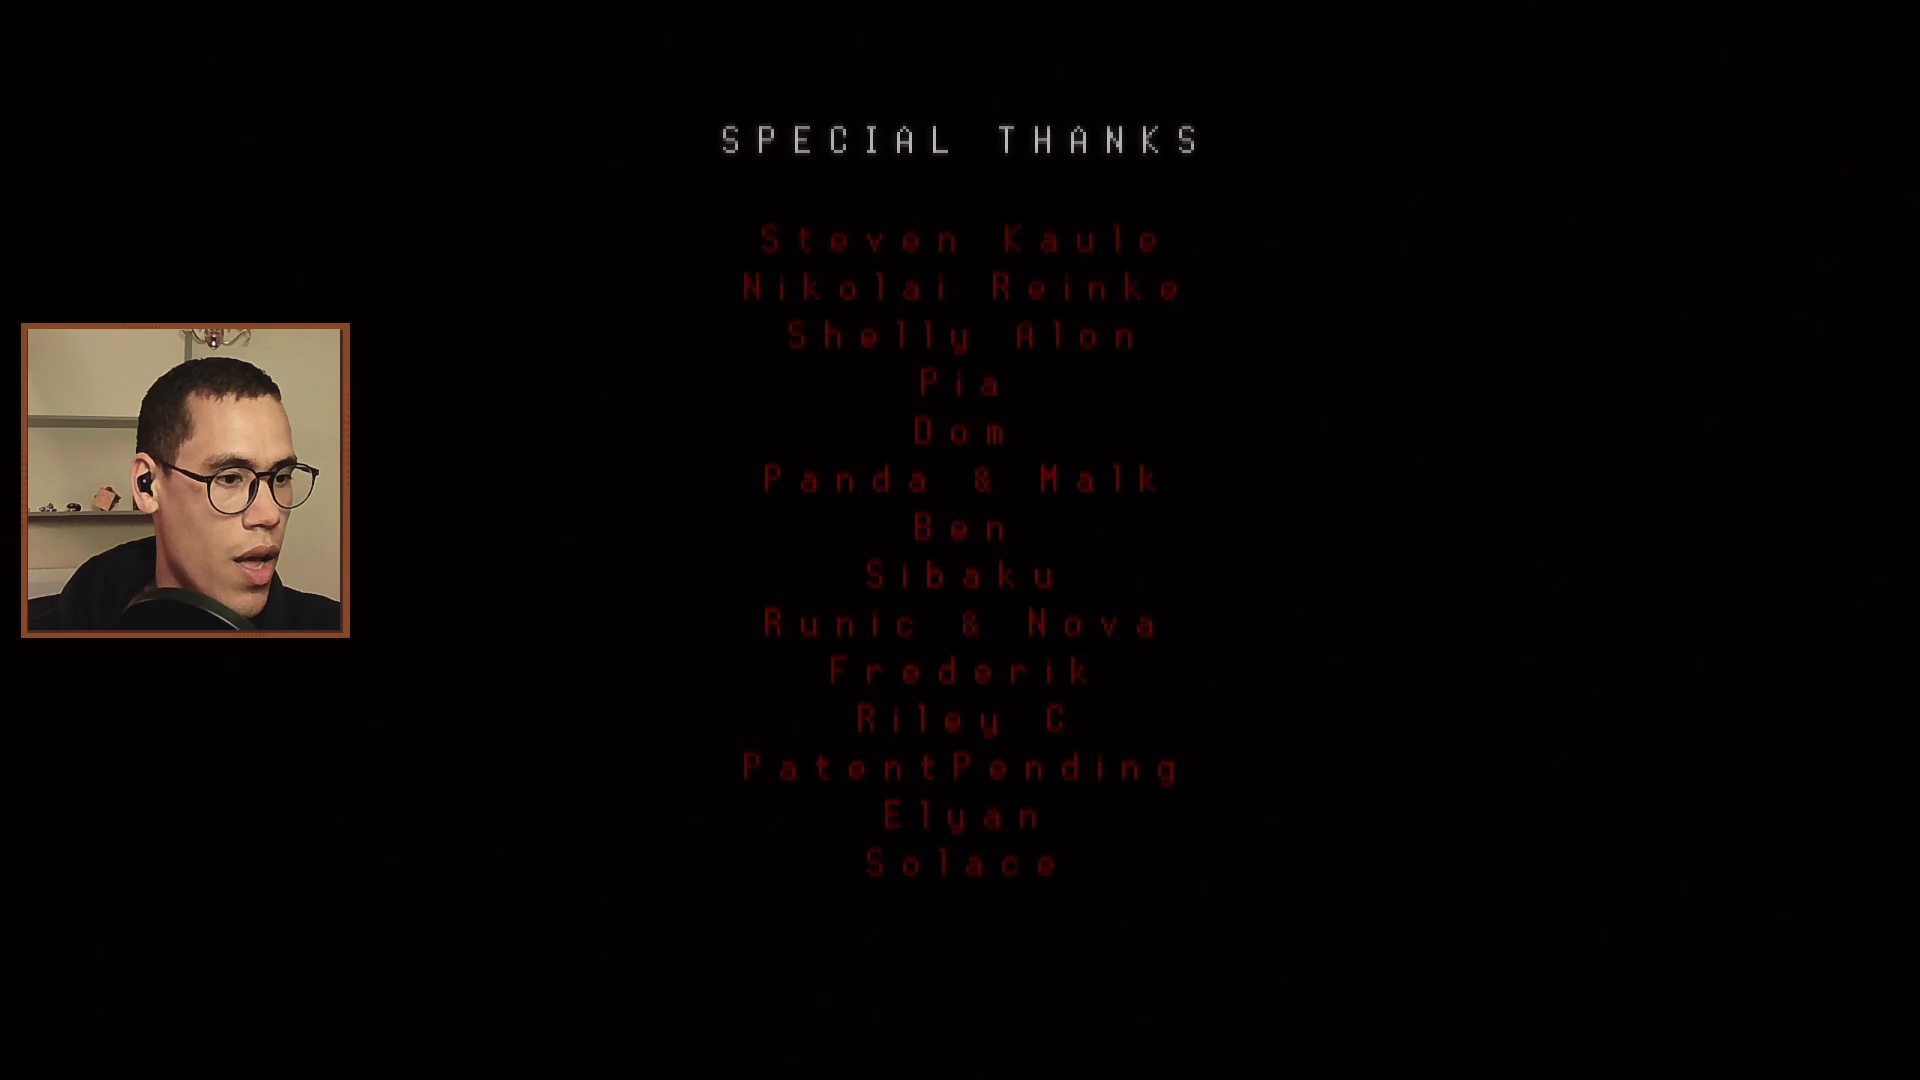 SPECIAL THANKS
Steven Kaule
Nikolai Reinke
Shelly Alon
Pia
Dom
Panda & Malk
Ben
Sibaku
Runic & Nova
Frederik
Riley C
PatentPending
Elyan
Solace